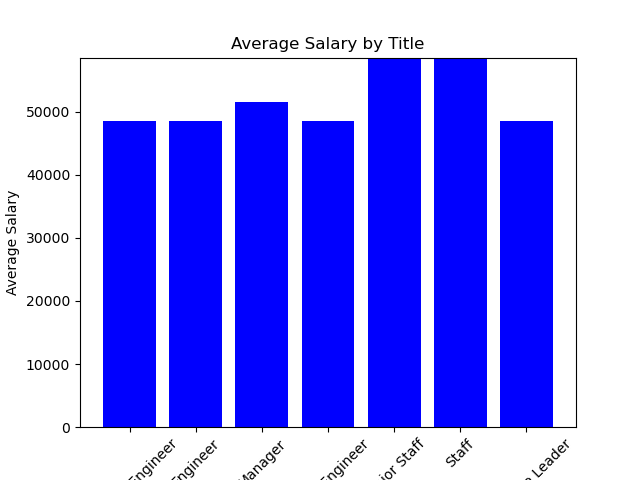 Average Salary by Title
Average Salary
50000
40000
30000
20000
10000
0
Engineer
Engineer
Manager
Engineer
ior Staff
Staff
Leader